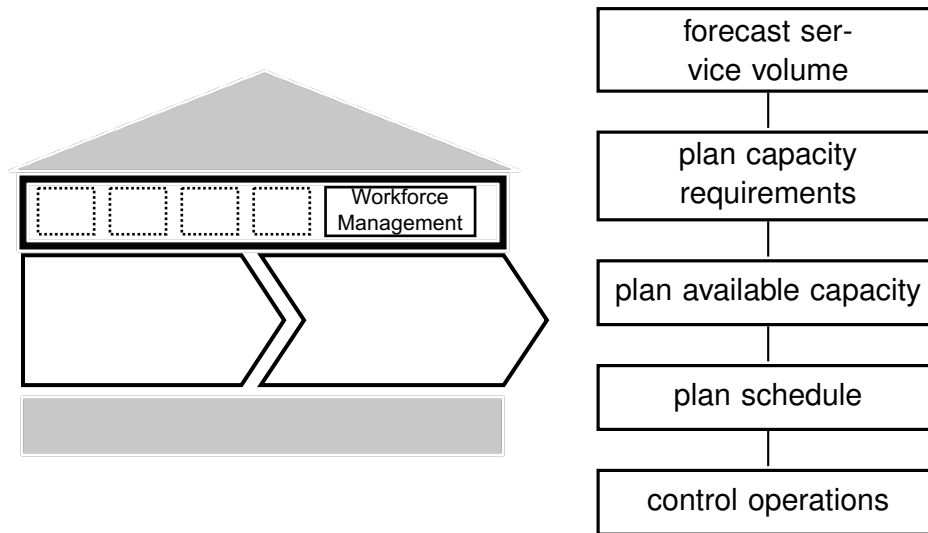 Workforce
Management
forecast ser-
vice volume
plan capacity
requirements
plan available capacity
plan schedule
control operations